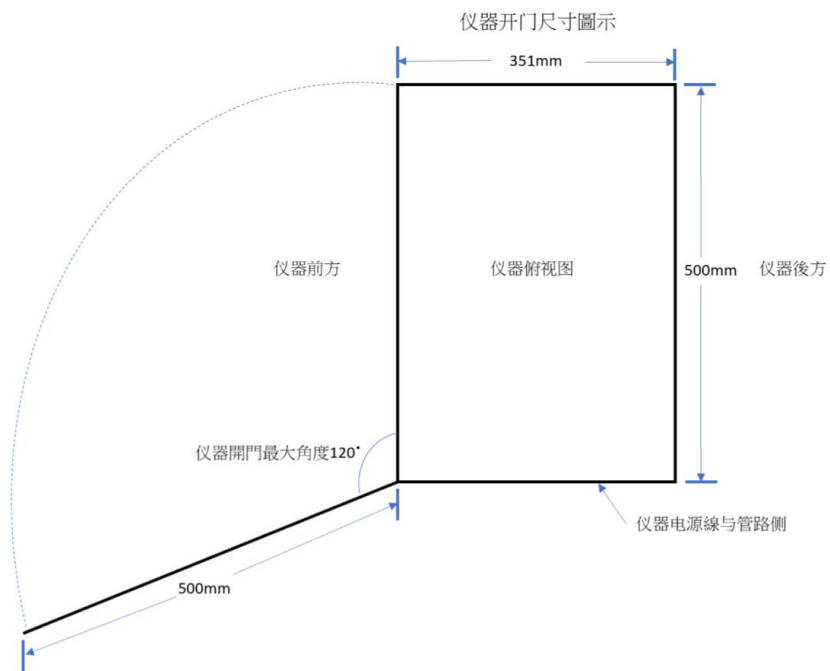 仪器开门尺寸圖示
351mm
仪器前方
仪器俯视图
500mm
仪器後方
仪器開門最大角度120°
仪器电源線与管路侧
500mm